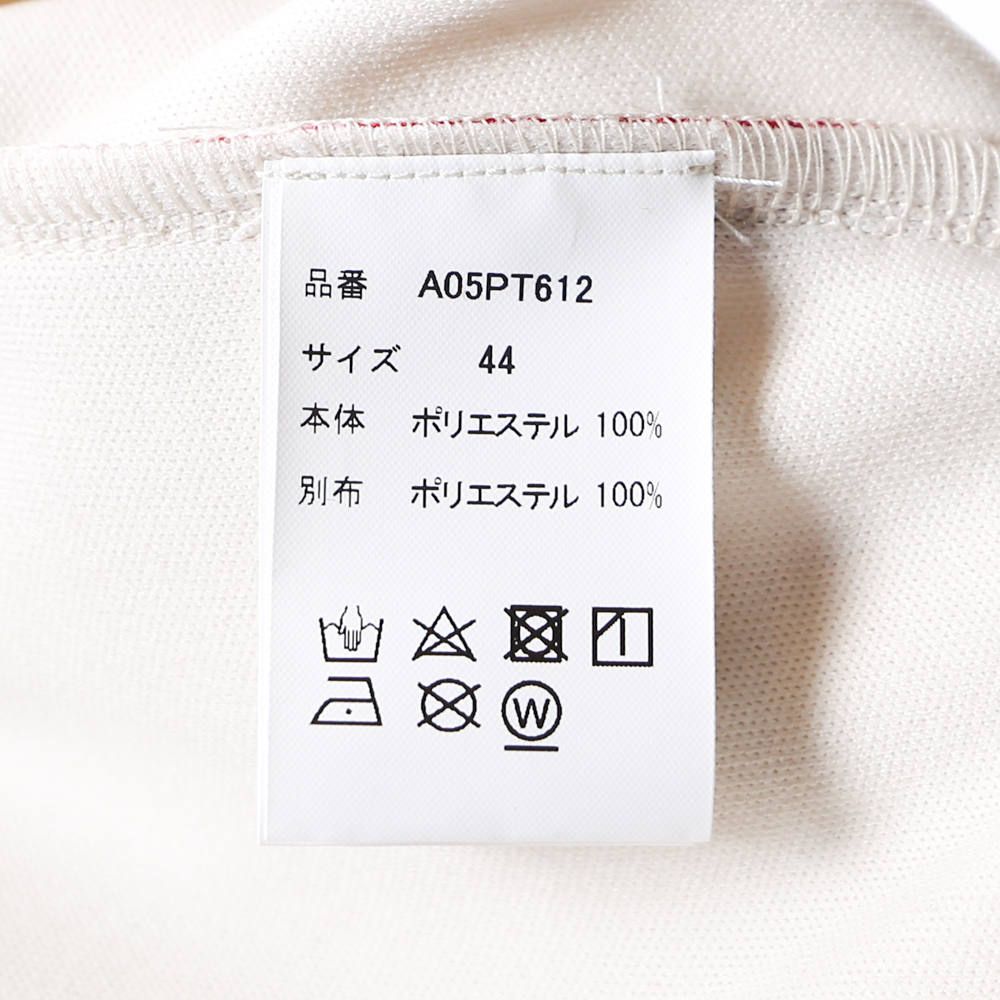 品番 A05PT612
サイズ 44
本体 ポリエステル 100%
別布 ポリエステル 100%
W